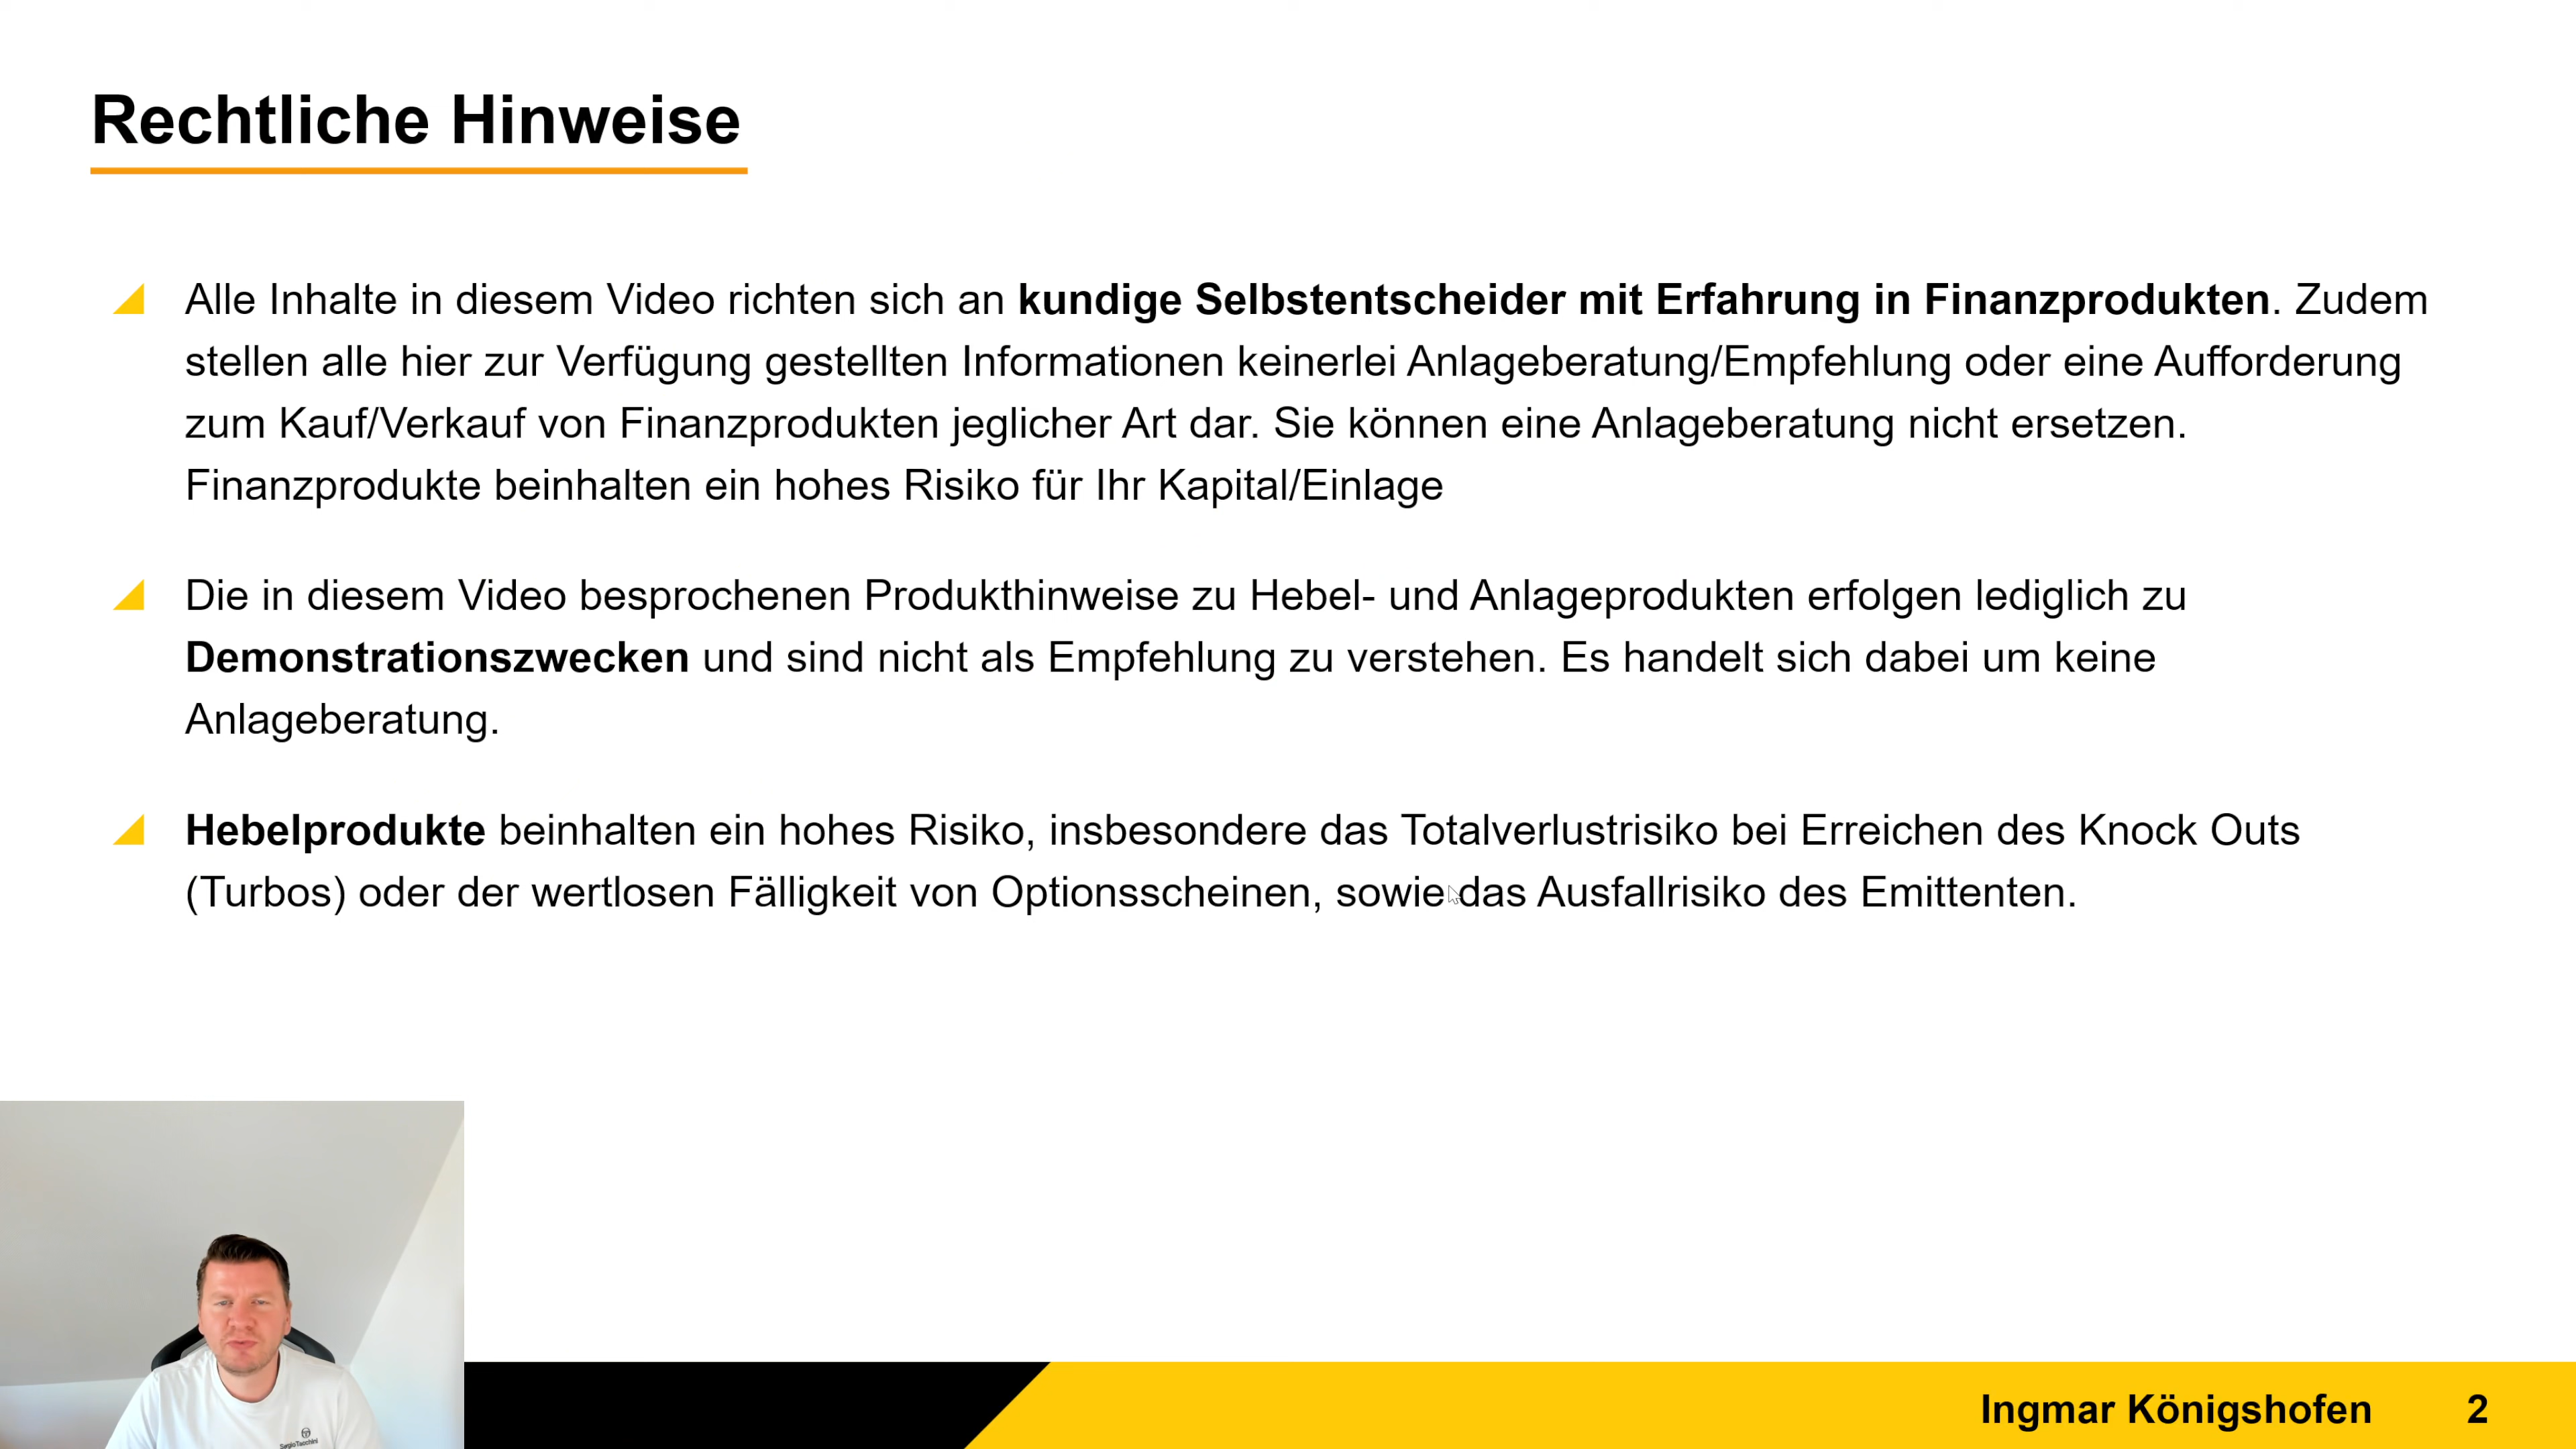 Rechtliche Hinweise
Alle Inhalte in diesem Video richten sich an kundige Selbstentscheider mit Erfahrung in Finanzprodukten. Zudem
stellen alle hier zur Verfügung gestellten Informationen keinerlei Anlageberatung/Empfehlung oder eine Aufforderung
zum Kauf/Verkauf von Finanzprodukten jeglicher Art dar. Sie können eine Anlageberatung nicht ersetzen.
Finanzprodukte beinhalten ein hohes Risiko für Ihr Kapital/Einlage
Die in diesem Video besprochenen Produkthinweise zu Hebel- und Anlageprodukten erfolgen lediglich zu
Demonstrationszwecken und sind nicht als Empfehlung zu verstehen. Es handelt sich dabei um keine
Anlageberatung.
Hebelprodukte beinhalten ein hohes Risiko, insbesondere das Totalverlustrisiko bei Erreichen des Knock Outs
(Turbos) oder der wertlosen Fälligkeit von Optionsscheinen, sowie das Ausfallrisiko des Emittenten.
Sergio Tacchini
Ingmar Königshofen 2